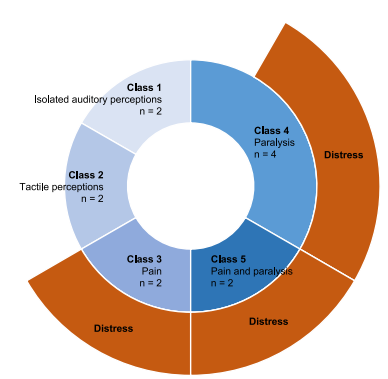 Class 1
Isolated auditory perceptions
n = 2
Class 4
Paralysis
n = 4
Distress
Class 2
Tactile perceptions
n = 2
Class 3
Pain
n = 2
Class 5
Pain and paralysis
n = 2
Distress
Distress